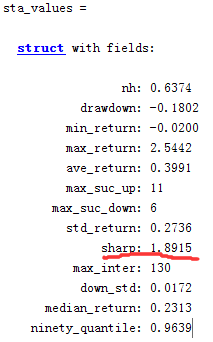 sta_values =
struct with fields:
nh: 0.6374
drawdown: -0.1802
min_return: -0.0200
max_return: 2.5442
ave_return: 0.3991
max_suc_up: 11
max_suc_down: 6
std_return: 0.2736
sharp: 1.8915
max_inter: 130
down_std: 0.0172
median_return: 0.2313
ninety_quantile: 0.9639